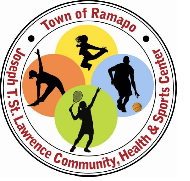 Town of Ramapo
Joseph T. St. Lawrence Community, Health & Sports Center